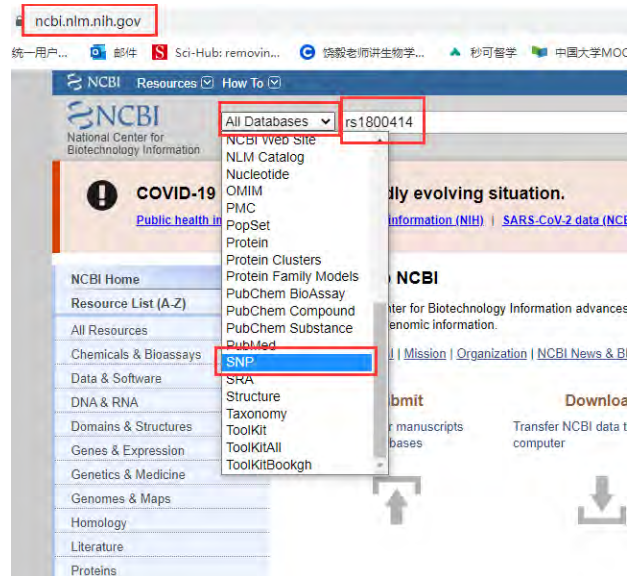 ncbi.nlm.nih.gov
统一用户... 邮件 S Sci-Hub: removin... 饶毅老师讲生物学... 秒可督学 中国大学MOO
NCBI Resources How To
NCBI
National Center for
Biotechnology Information
All Databases rs1800414
NCBI Web Site
NLM Catalog
Nucleotide
OMIM
PMC
PopSet
Protein
Protein Clusters
Protein Family Models
PubChem BioAssay
PubChem Compound
PubChem Substance
PubMed
SNP
SRA
Structure
Taxonomy
ToolKit
ToolKitAll
ToolKitBookgh
COVID-19 dly evolving situation.
Public health in nformation (NIH) | SARS-CoV-2 data (NCE
NCBI Home
Resource List (A-Z)
All Resources
Chemicals & Bioassays
Data & Software
DNA & RNA
Domains & Structures
Genes & Expression
Genetics & Medicine
Genomes & Maps
Homology
Literature
Proteins
NCBI
ter for Biotechnology Information advances
enomic information.
| Mission | Organization | NCBI News & Bl
bmit
r manuscripts
bases
Downloa
Transfer NCBI data t
computer